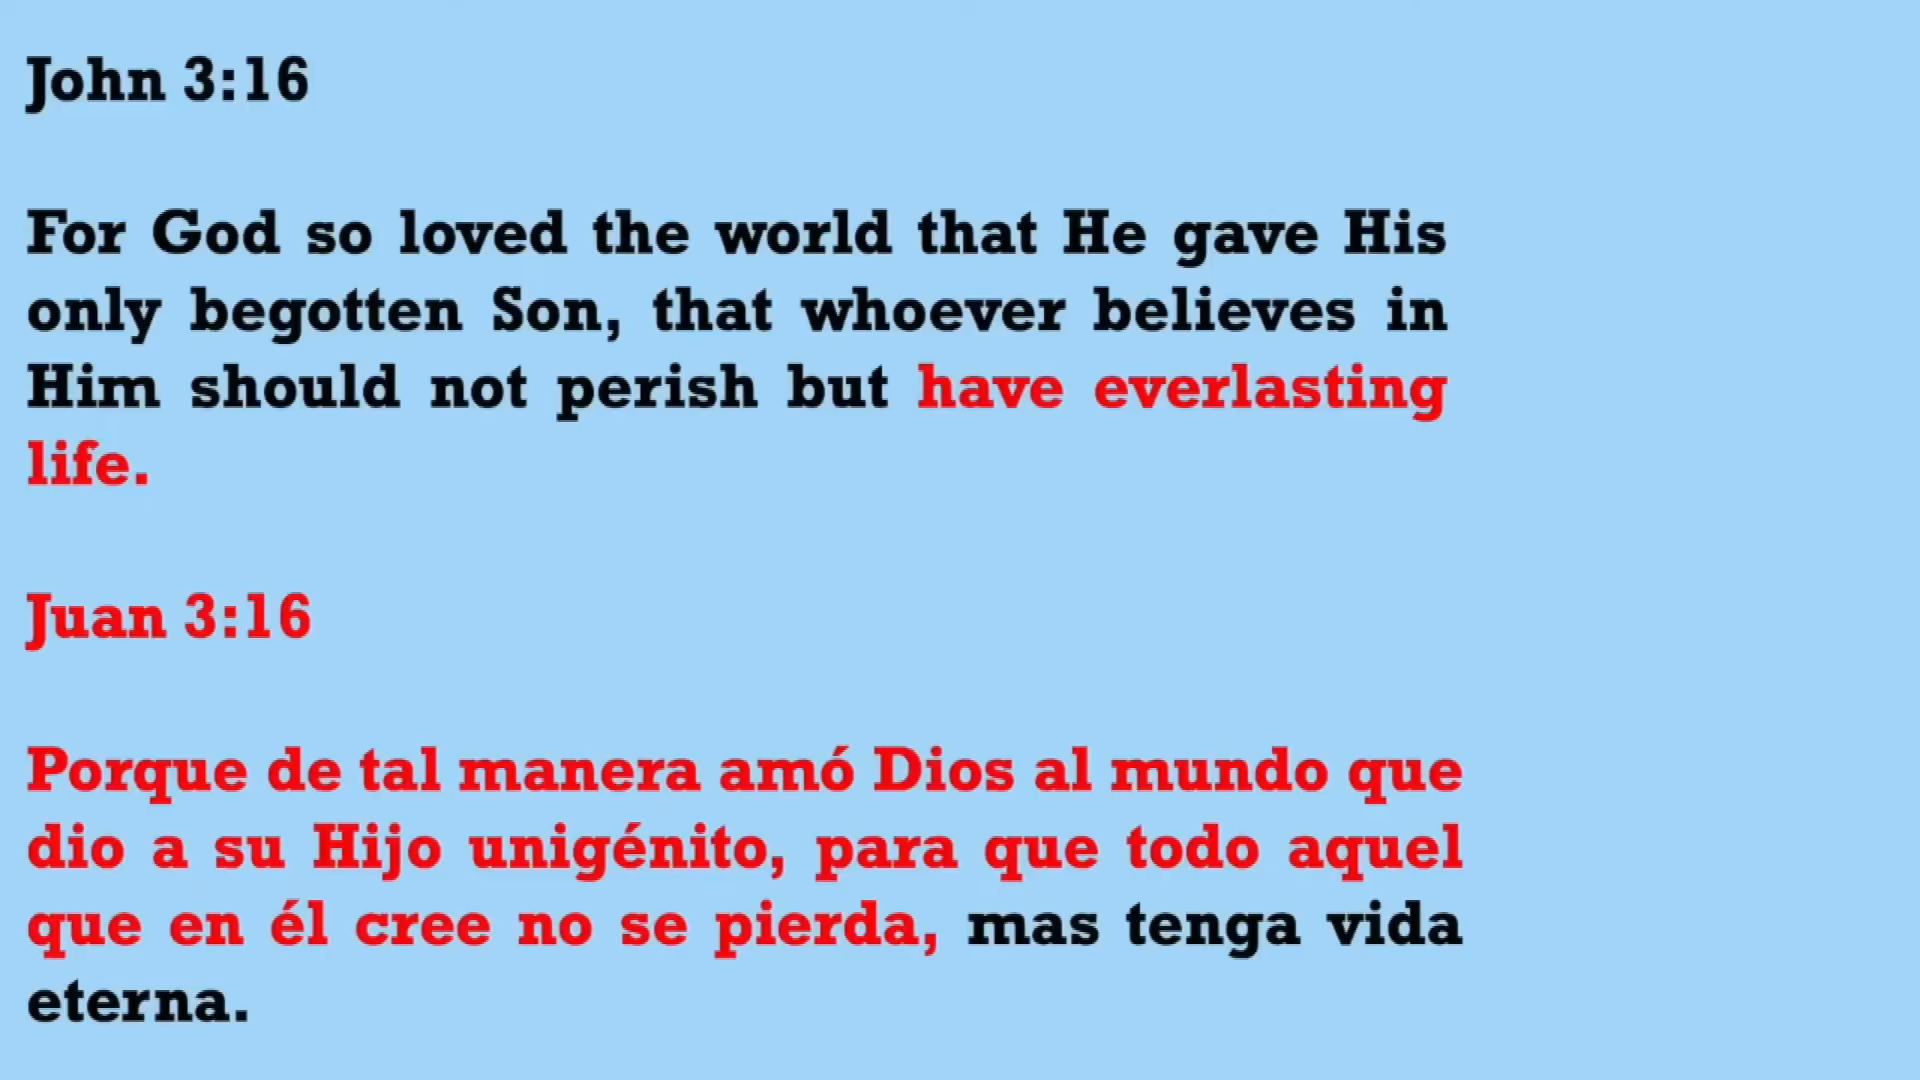 John 3:16
For God so loved the world that He gave His
only begotten Son, that whoever believes in
Him should not perish but have everlasting
life.
Juan 3:16
Porque de tal manera amó Dios al mundo que
dio a su Hijo unigénito, para que todo aquel
que en él cree no se pierda, mas tenga vida
eterna.